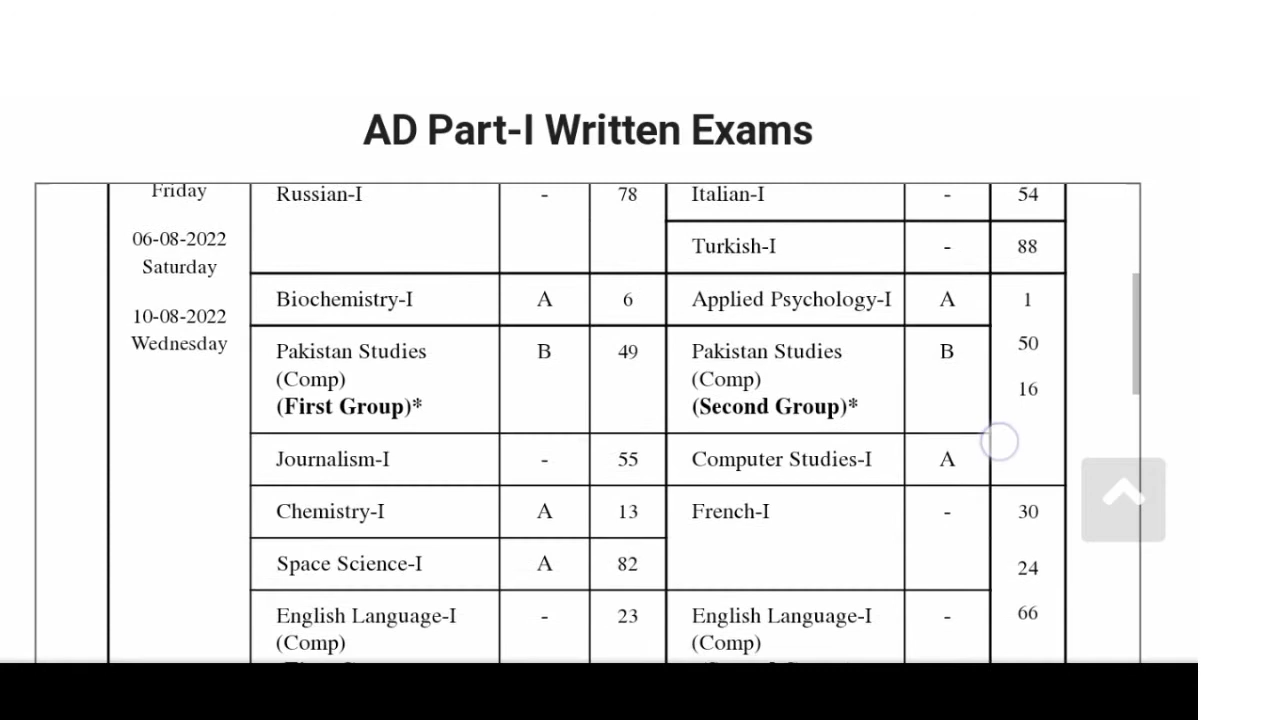 AD Part-I Written Exams
Friday
Russian-I - 78 Italian-I - 54
06-08-2022
Saturday
Turkish-I - 88
10-08-2022
Wednesday
Biochemistry-I A 6 Applied Psychology-I A 1
Pakistan Studies B 49 Pakistan Studies B 50
(Comp) (Comp) 16
(First Group)* (Second Group)*
Journalism-I - 55 Computer Studies-I A
Chemistry-I A 13 French-I - 30
Space Science-I A 82 24
English Language-I - 23 English Language-I - 66
(Comp) (Comp)